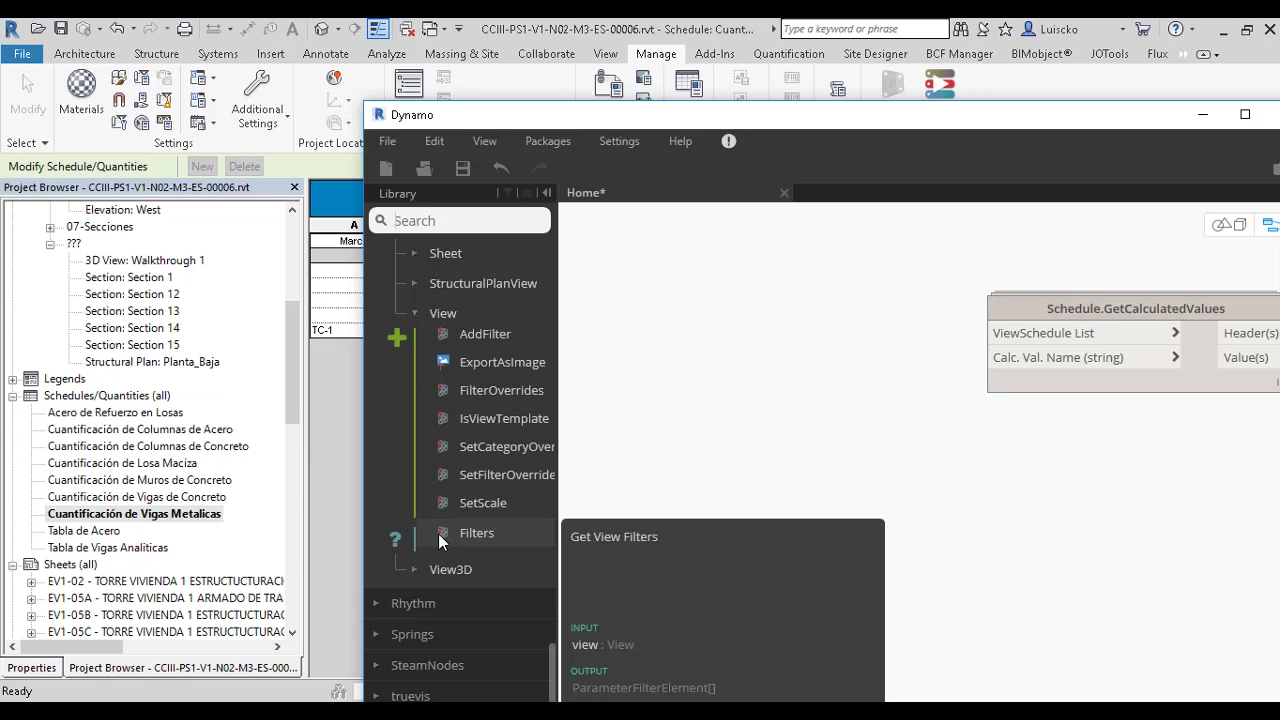 CCIII-PS1-V1-N02-M3-ES-00006.rvt - Schedule: Cuant...
Type a keyword or phrase
Luiscko
File
Architecture
Structure
Systems
Insert
Annotate
Analyze
Massing & Site
Collaborate
View
Manage
Add-Ins
Quantification
Site Designer
BCF Manager
BIMobject®
IOTools
Flux
Modify
Materials
Additional
Settings
Select
Settings
Project Locat
Modify Schedule/Quantities
New
Delete
Project Browser - CCIII-PS1-V1-N02-M3-ES-00006.rvt
Elevation: West
07-Secciones
???
3D View: Walkthrough 1
Section: Section 1
Section: Section 12
Section: Section 13
Section: Section 14
Section: Section 15
Structural Plan: Planta_Baja
Legends
Schedules/Quantities (all)
Acero de Refuerzo en Losas
Cuantificación de Columnas de Acero
Cuantificación de Columnas de Concreto
Cuantificación de Losa Maciza
Cuantificación de Muros de Concreto
Cuantificación de Vigas de Concreto
Cuantificación de Vigas Metalicas
Tabla de Acero
Tabla de Vigas Analiticas
Sheets (all)
EV1-02 - TORRE VIVIENDA 1 ESTRUCTURACI
EV1-05A - TORRE VIVIENDA 1 ARMADO DE TRA
EV1-05B - TORRE VIVIENDA 1 ESTRUCTURAC
EV1-05C - TORRE VIVIENDA 1 ESTRUCTURAC
Properties
Project Browser - CCIII-PS1-V1-N02-M3-ES-000...
Ready
A
Marc
TC-1
Dynamo
File
Edit
View
Packages
Settings
Help
Library
Home*
Search
Sheet
StructuralPlanView
View
AddFilter
ExportAsImage
FilterOverrides
IsViewTemplate
SetCategoryOver
SetFilterOverride
SetScale
Filters
View3D
Rhythm
Springs
SteamNodes
truevis
Get View Filters
INPUT
view : View
OUTPUT
ParameterFilterElement[]
Schedule.GetCalculatedValues
ViewSchedule List
Header(s)
Calc. Val. Name (string)
Value(s)